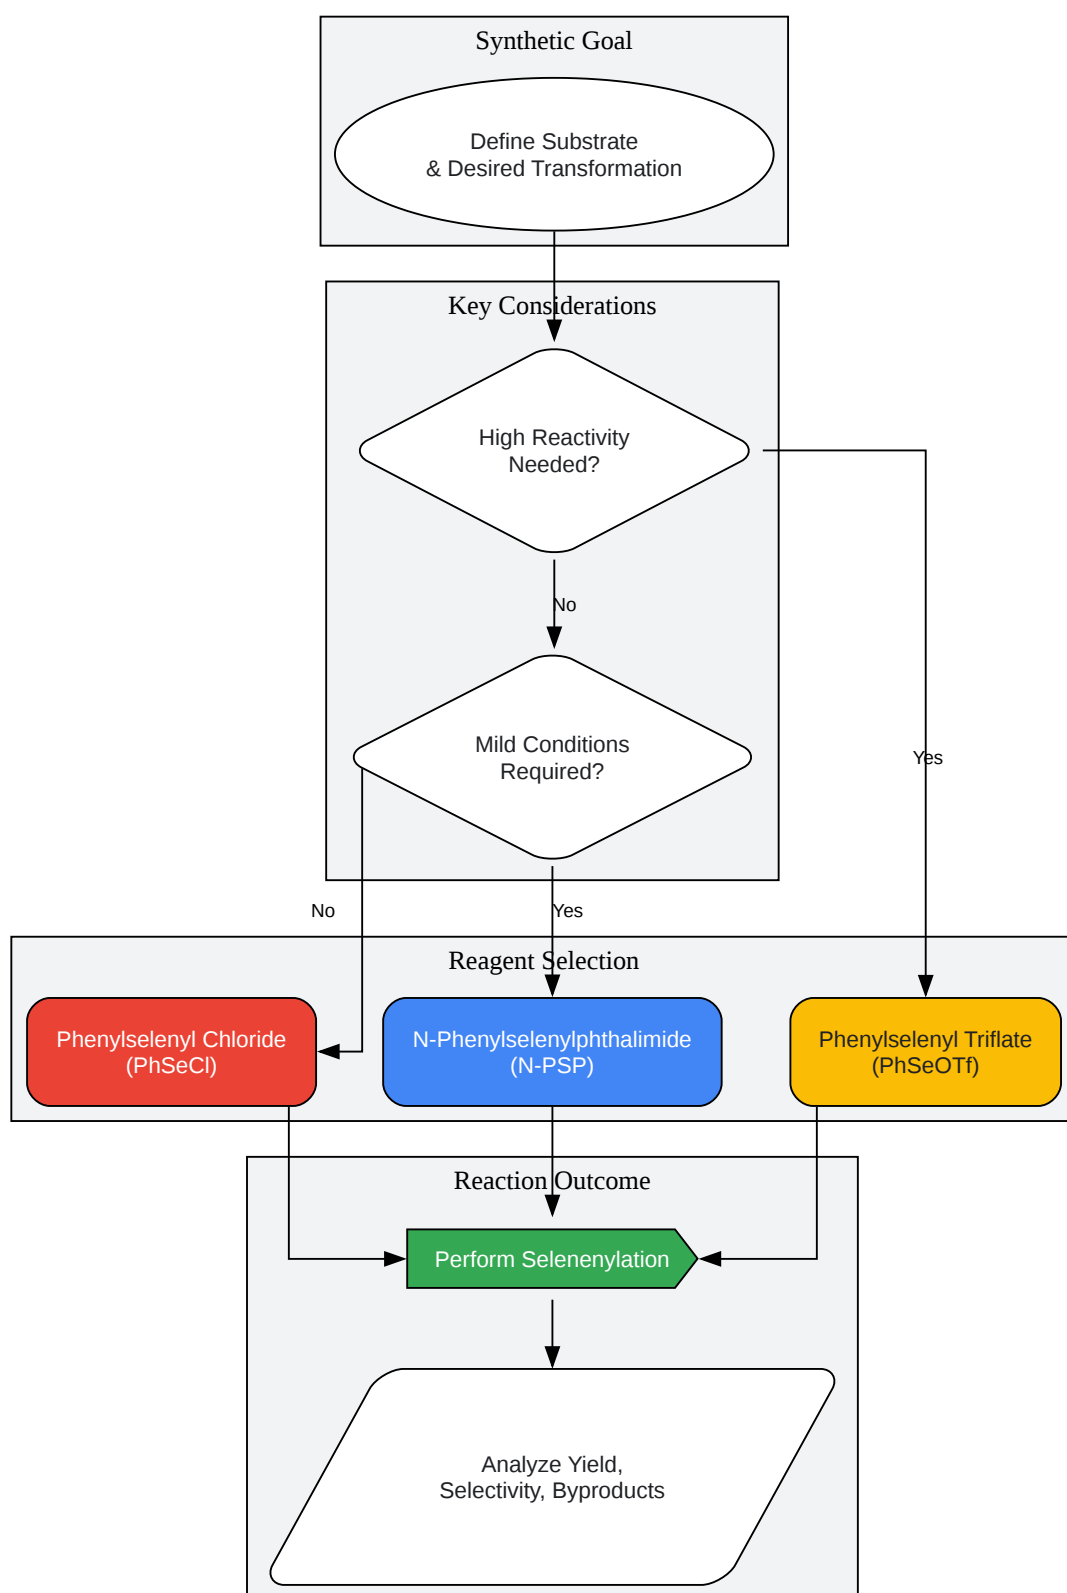 Synthetic Goal
Define Substrate
& Desired Transformation
Key Considerations
High Reactivity
Needed?
No
Mild Conditions
Required?
Yes
No
Yes
Reagent Selection
Phenylselenyl Chloride
(PhSeCl)
N-Phenylselenylphthalimide
(N-PSP)
Phenylselenyl Triflate
(PhSeOTf)
Reaction Outcome
Perform Selenenylation
Analyze Yield,
Selectivity, Byproducts